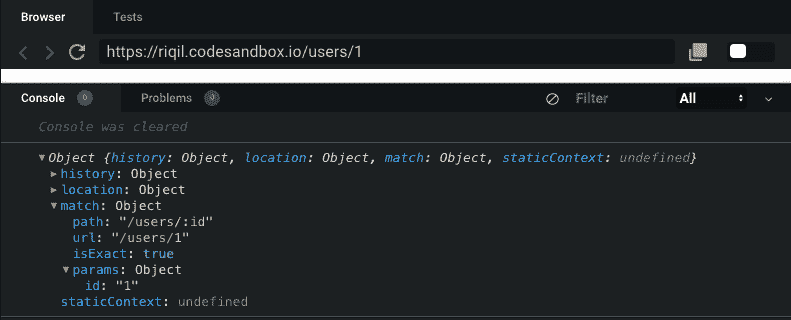 Browser Tests
https://riqil.codesandbox.io/users/1
Console 0 Problems 0 Filter All
Console was cleared
Object {history: Object, location: Object, match: Object, staticContext: undefined}
history: Object
location: Object
match: Object
path: "/users/:id"
url: "/users/1"
isExact: true
params: Object
id: "1"
staticContext: undefined